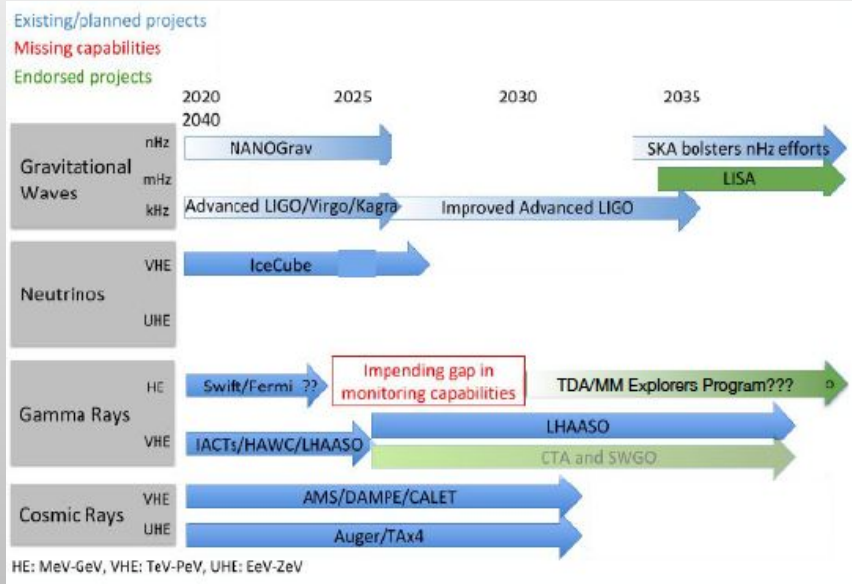 Existing/planned projects
Missing capabilities
Endorsed projects
2020 2025 2030 2035
2040
Gravitational
Waves
nHz
mHz
kHz
NANOGrav
SKA bolsters nHz efforts
LISA
Advanced LIGO/Virgo/Kagra
Improved Advanced LIGO
Neutrinos
VHE
UHE
IceCube
Gamma Rays
HE
VHE
Swift/Fermi ??
Impending gap in
monitoring capabilities
TDA/MM Explorers Program???
LHAASO
IACTs/HAWC/LHAASO
CTA and SWGO
Cosmic Rays
VHE
UHE
AMS/DAMPE/CALET
Auger/TAx4
HE: MeV-GeV, VHE: TeV-PeV, UHE: EeV-ZeV